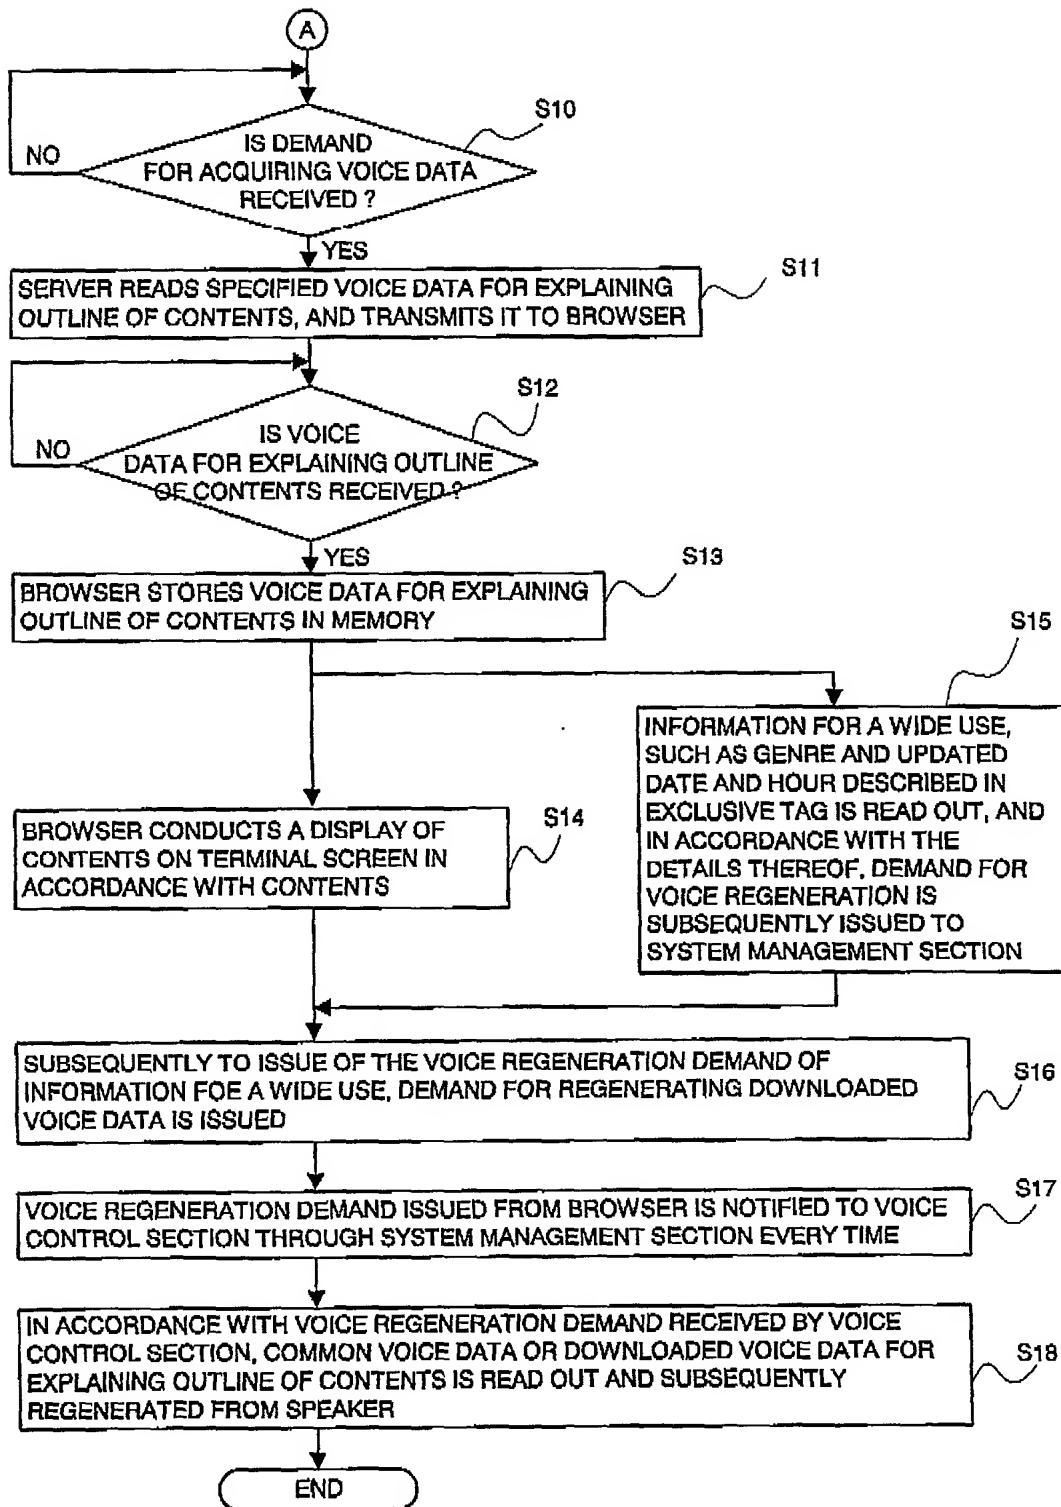 A
S10
IS DEMAND
FOR ACQUIRING VOICE DATA
RECEIVED ?
NO
YES
S11
SERVER READS SPECIFIED VOICE DATA FOR EXPLAINING
OUTLINE OF CONTENTS, AND TRANSMITS IT TO BROWSER
S12
IS VOICE
DATA FOR EXPLAINING OUTLINE
OF CONTENTS RECEIVED ?
NO
YES
S13
BROWSER STORES VOICE DATA FOR EXPLAINING
OUTLINE OF CONTENTS IN MEMORY
S15
INFORMATION FOR A WIDE USE,
SUCH AS GENRE AND UPDATED
DATE AND HOUR DESCRIBED IN
EXCLUSIVE TAG IS READ OUT, AND
IN ACCORDANCE WITH THE
DETAILS THEREOF, DEMAND FOR
VOICE REGENERATION IS
SUBSEQUENTLY ISSUED TO
SYSTEM MANAGEMENT SECTION
S14
BROWSER CONDUCTS A DISPLAY OF
CONTENTS ON TERMINAL SCREEN IN
ACCORDANCE WITH CONTENTS
SUBSEQUENTLY TO ISSUE OF THE VOICE REGENERATION DEMAND OF
INFORMATION FOE A WIDE USE, DEMAND FOR REGENERATING DOWNLOADED
VOICE DATA IS ISSUED
S16
VOICE REGENERATION DEMAND ISSUED FROM BROWSER IS NOTIFIED TO VOICE
CONTROL SECTION THROUGH SYSTEM MANAGEMENT SECTION EVERY TIME
S17
IN ACCORDANCE WITH VOICE REGENERATION DEMAND RECEIVED BY VOICE
CONTROL SECTION, COMMON VOICE DATA OR DOWNLOADED VOICE DATA FOR
EXPLAINING OUTLINE OF CONTENTS IS READ OUT AND SUBSEQUENTLY
REGENERATED FROM SPEAKER
S18
END